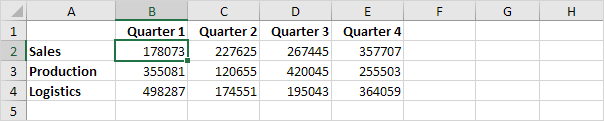 A B C D E F G H
1 Quarter 1 Quarter 2 Quarter 3 Quarter 4
2 Sales 178073 227625 267445 357707
3 Production 355081 120655 420045 255503
4 Logistics 498287 174551 195043 364059
5